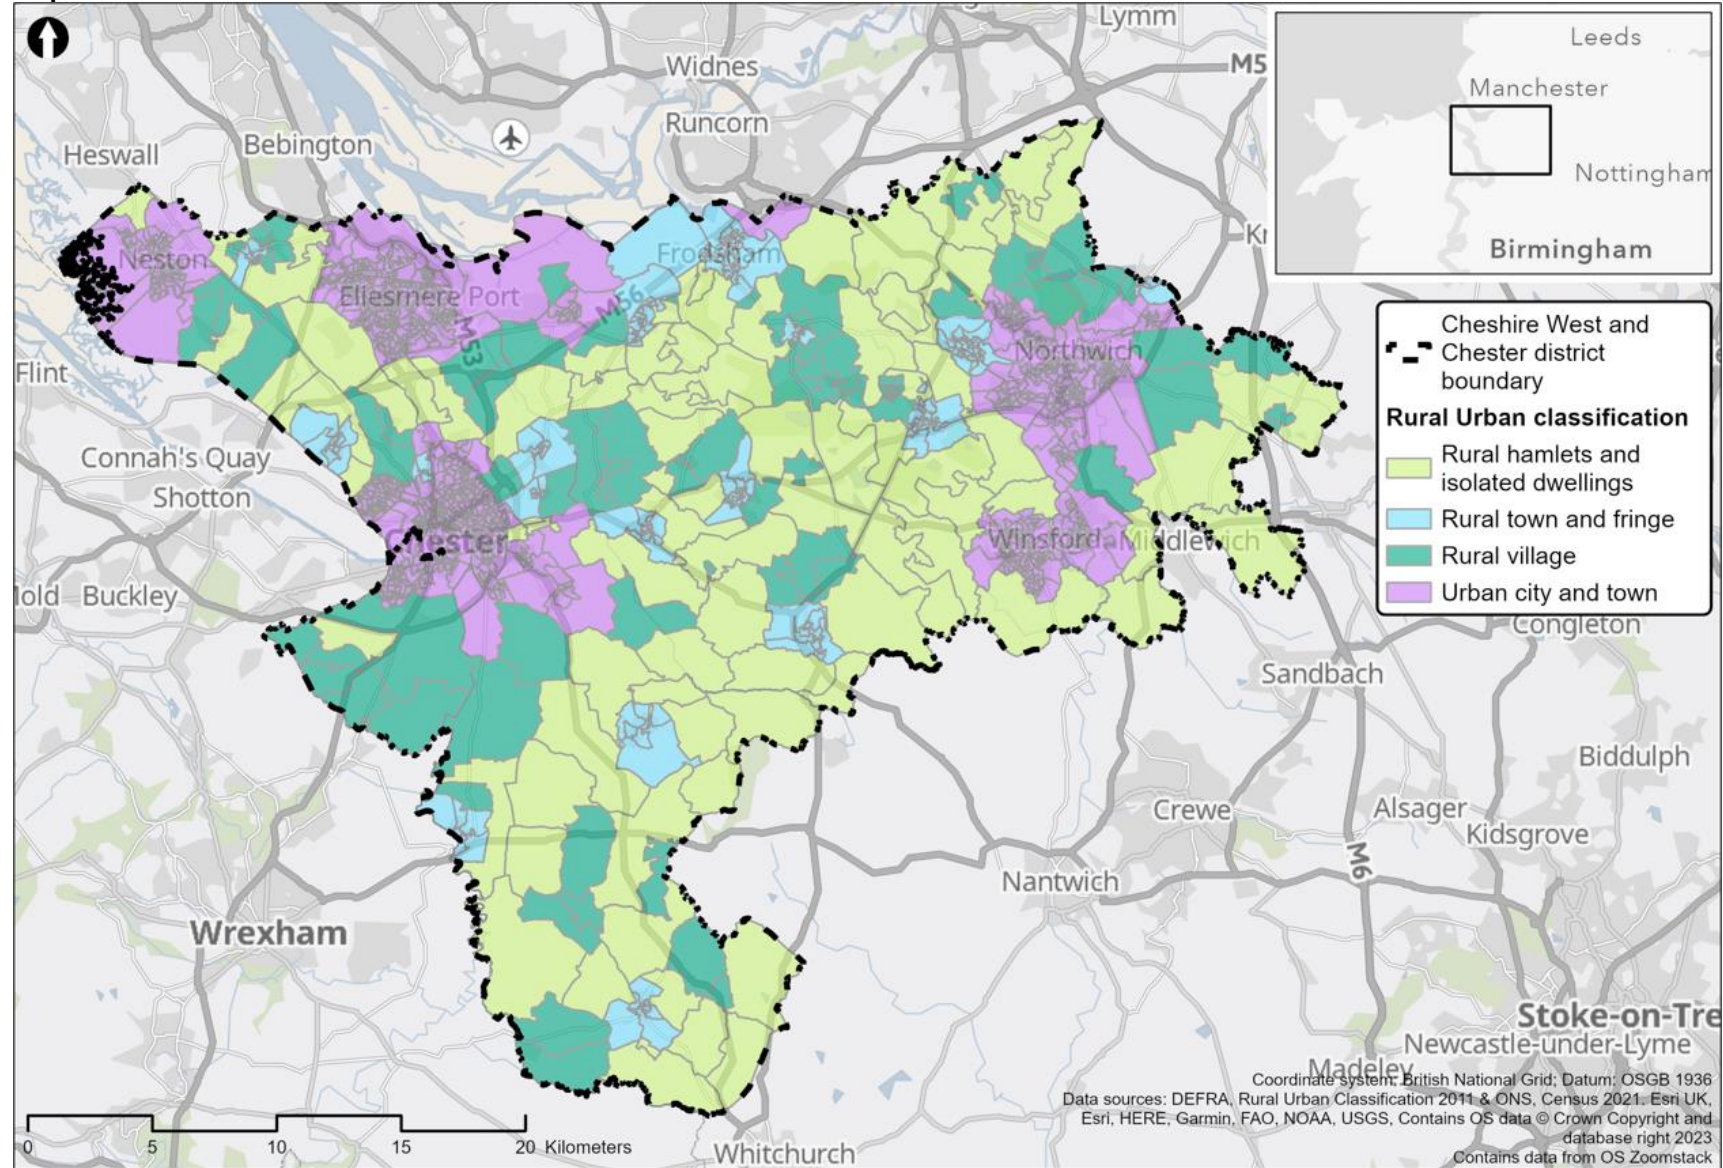 Lymm
Leeds
Widnes
M5
Manchester
Runcorn
Bebington
Heswall
Nottingham
Birmingham
Neston
Frodsham
Kn
Ellesmere Port
M56
M53
Northwich
Flint
Connah's Quay
Shotton
Chester
Winsford
Middlewich
Buckley
Congleton
Sandbach
Biddulph
Crewe
Alsager
Kidsgrove
M6
Nantwich
Wrexham
Stoke-on-Tre
Newcastle-under-Lyme
Madeley
Whitchurch
Cheshire West and
Chester district
boundary
Rural Urban classification
Rural hamlets and
isolated dwellings
Rural town and fringe
Rural village
Urban city and town
0 5 10 15 20 Kilometers
Coordinate system: British National Grid; Datum: OSGB 1936
Data sources: DEFRA, Rural Urban Classification 2011 & ONS, Census 2021. Esri UK,
Esri, HERE, Garmin, FAO, NOAA, USGS, Contains OS data © Crown Copyright and
database right 2023
Contains data from OS Zoomstack